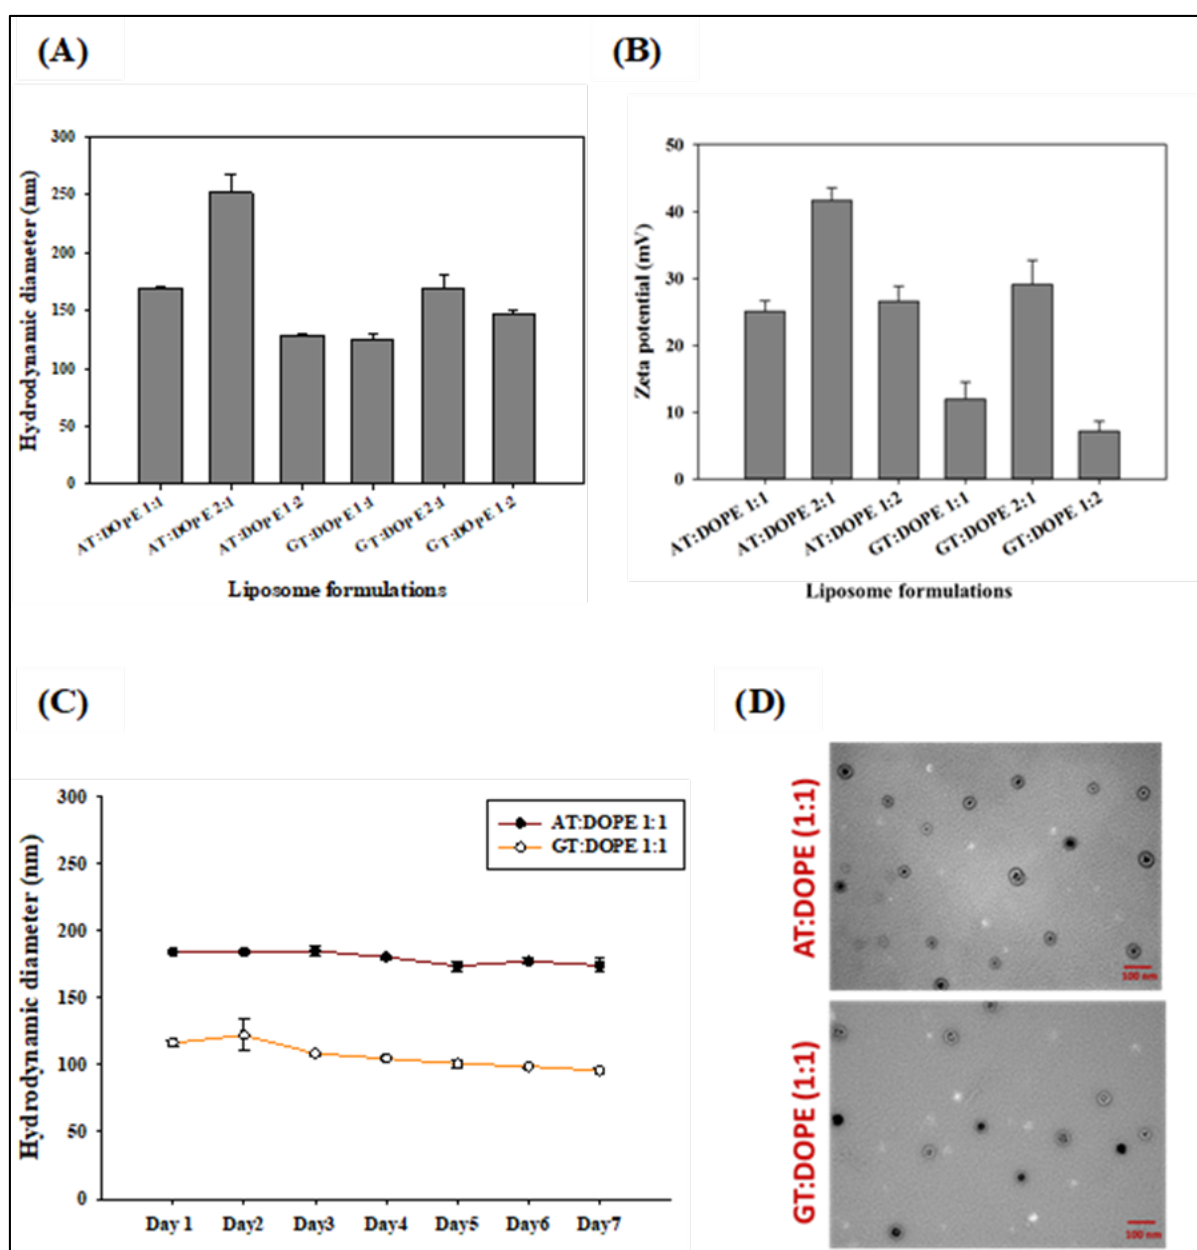 (A)
Hydrodynamic diameter (nm)
300
250
200
150
100
50
0
AT:DOPE 1:1
AT:DOPE 2:1
AT:DOPE 1:2
GT:DOPE 1:1
GT:DOPE 2:1
GT:DOPE 1:2
Liposome formulations
(B)
Zeta potential (mV)
50
40
30
20
10
0
AT:DOPE 1:1
AT:DOPE 2:1
AT:DOPE 1:2
GT:DOPE 1:1
GT:DOPE 2:1
GT:DOPE 1:2
Liposome formulations
(C)
Hydrodynamic diameter (nm)
300
250
200
150
100
50
0
AT:DOPE 1:1
GT:DOPE 1:1
Day 1 Day2 Day3 Day4 Day5 Day6 Day7
(D)
AT:DOPE (1:1)
100 nm
GT:DOPE (1:1)
100 nm